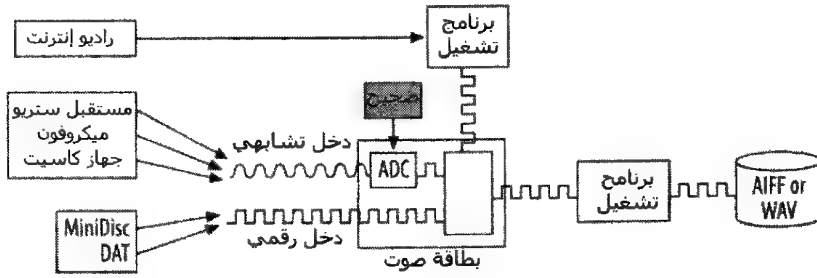 برنامج
تشغيل
راديو إنترنت
ضجيج
مستقبل ستريو
ميكروفون
جهاز كاسيت
دخل تشابهي
ADC
برنامج
تشغيل
AIFF or
WAV
MiniDisc
DAT
دخل رقمي
بطاقة صوت